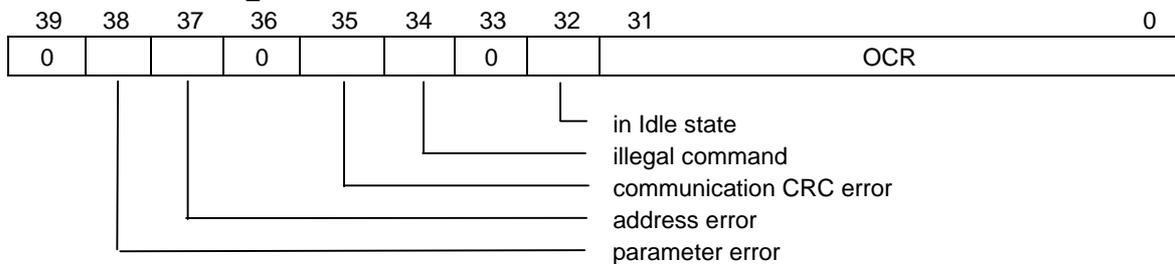 39 38 37 36 35 34 33 32 31 0
0 0 0 OCR
in Idle state
illegal command
communication CRC error
address error
parameter error